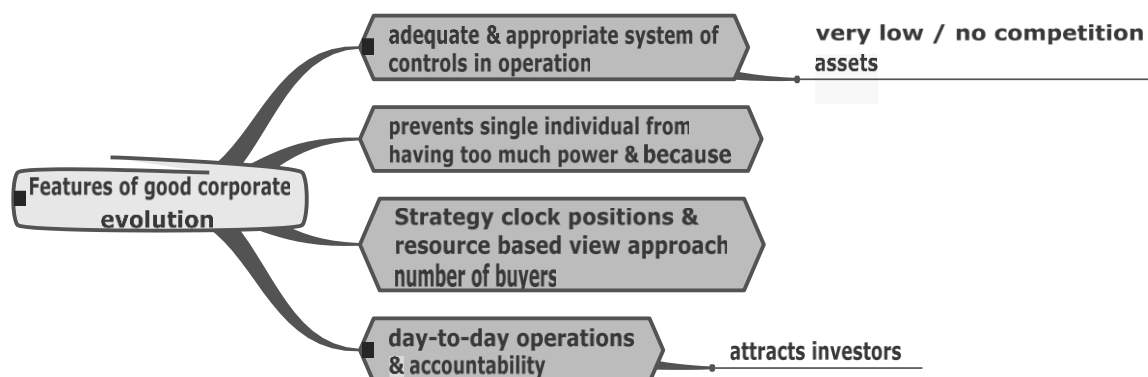 Features of good corporate
evolution
adequate & appropriate system of
controls in operation
very low / no competition
assets
prevents single individual from
having too much power & because
Strategy clock positions &
resource based view approach
number of buyers
day-to-day operations
& accountability
attracts investors